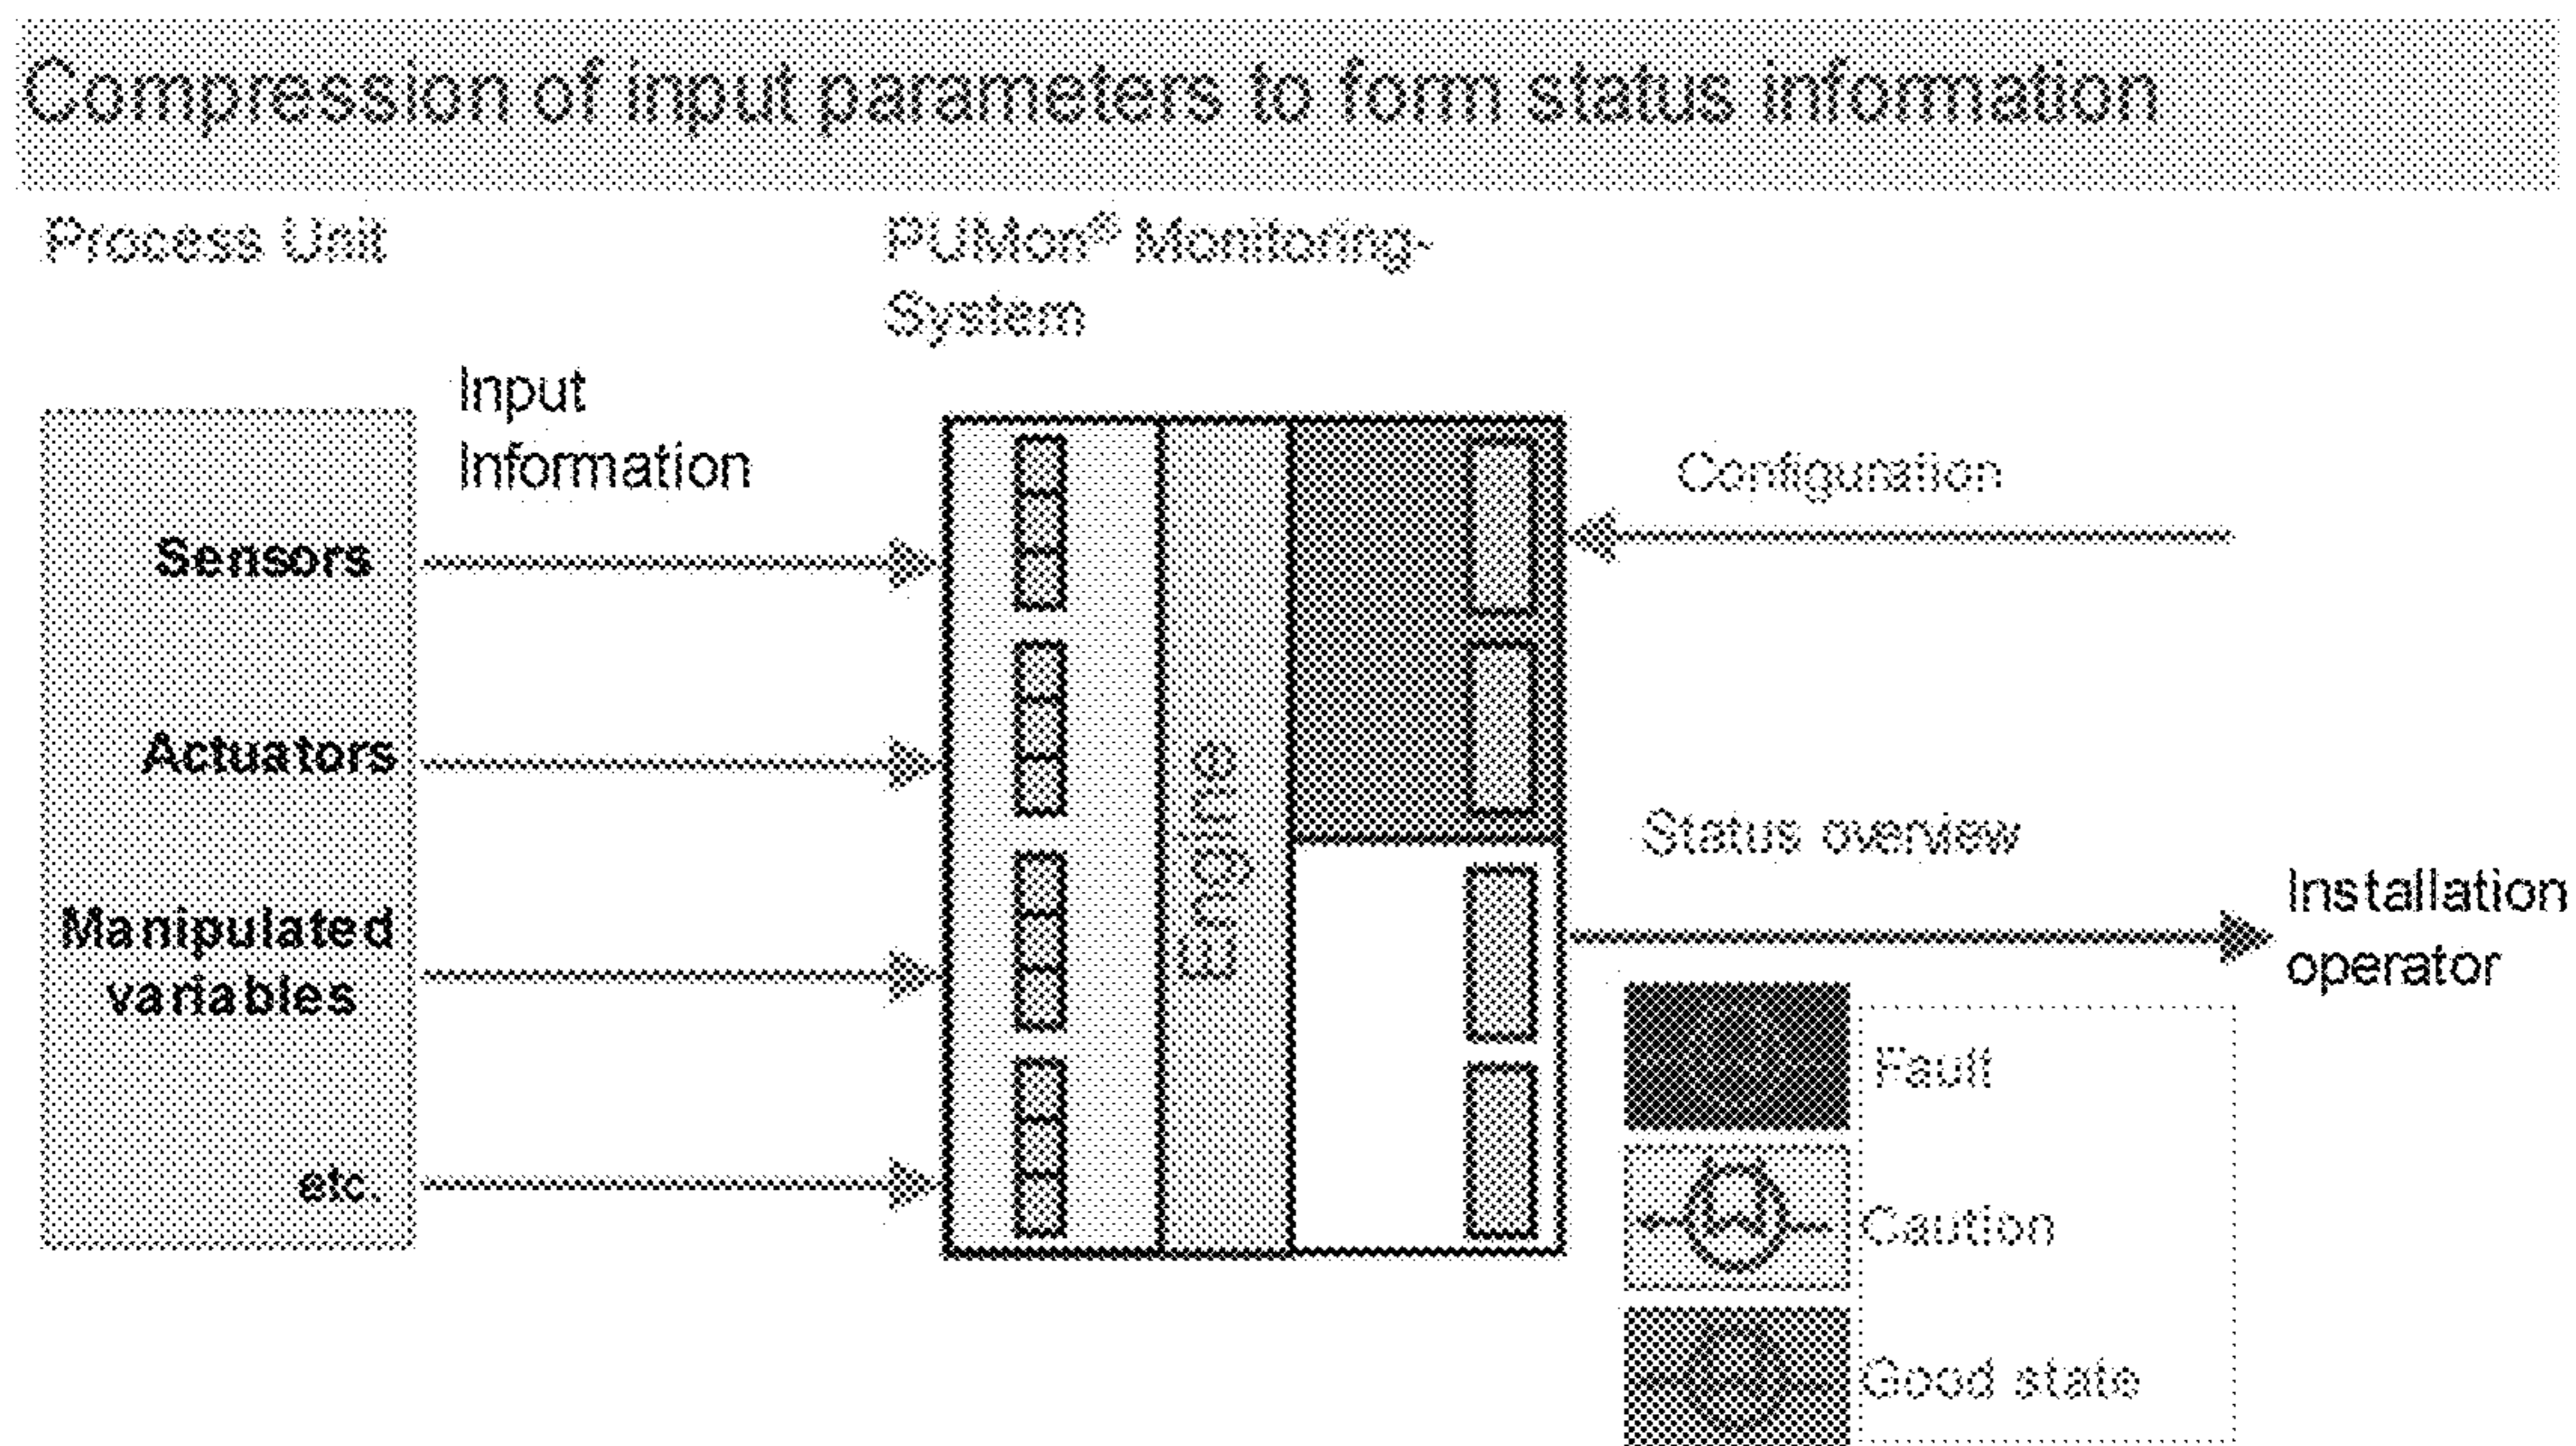 Compression of input parameters to form status information
Process Unit
PUMon® Monitoring-
System
Input
Information
Sensors
Actuators
Manipulated
variables
etc.
Engine
Configuration
Status overview
Installation
operator
Fault
Caution
Good state